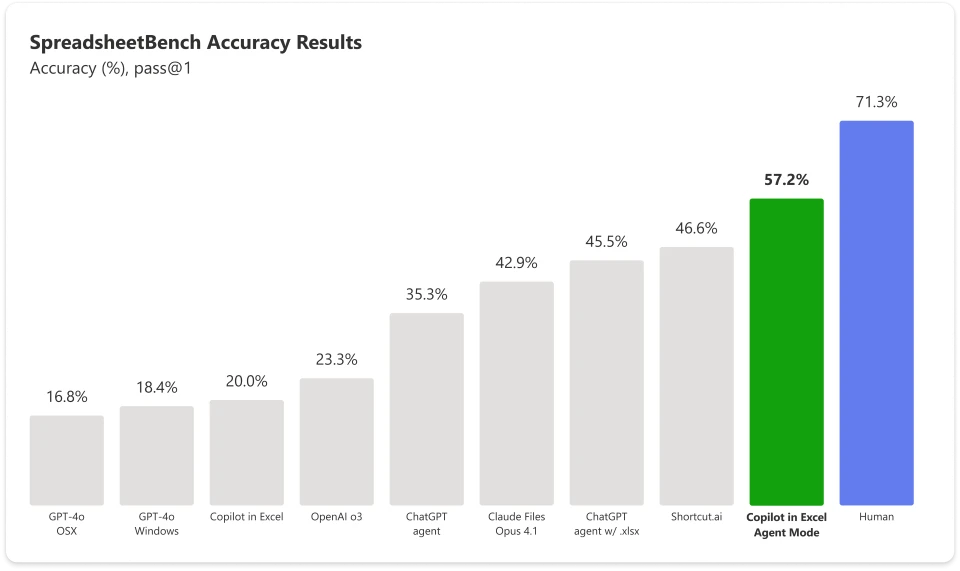 SpreadsheetBench Accuracy Results
Accuracy (%), pass@1
71.3%
57.2%
46.6%
45.5%
42.9%
35.3%
23.3%
20.0%
18.4%
16.8%
GPT-4o
OSX
GPT-4o
Windows
Copilot in Excel
OpenAI o3
ChatGPT
agent
Claude Files
Opus 4.1
ChatGPT
agent w/ .xlsx
Shortcut.ai
Copilot in Excel
Agent Mode
Human